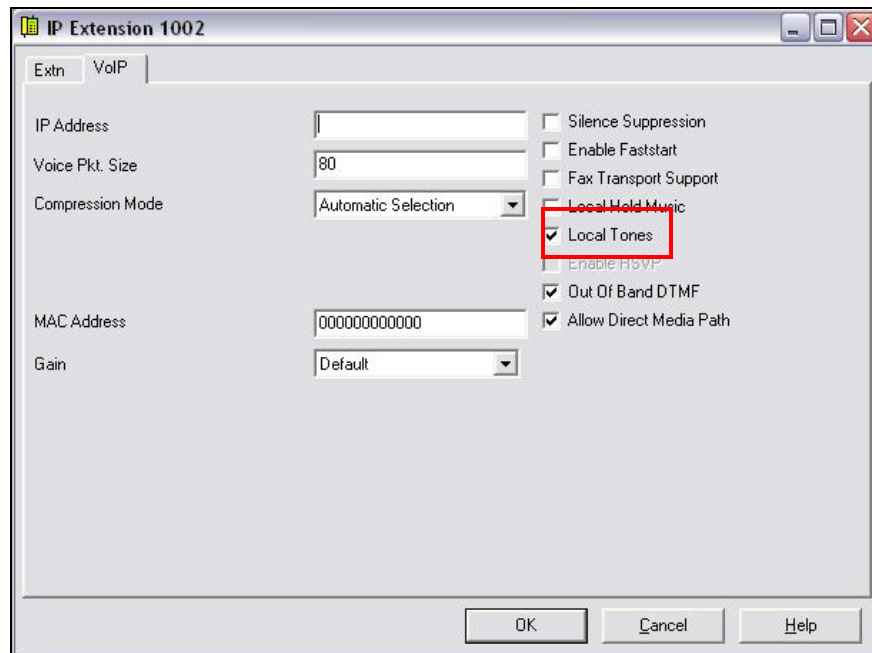 IP Extension 1002
Extn VoIP
IP Address
Silence Suppression
Enable Faststart
Voice Pkt. Size 80
Fax Transport Support
Compression Mode Automatic Selection
Local Hold Music
Local Tones
Enable RSVP
Out Of Band DTMF
MAC Address 000000000000
Allow Direct Media Path
Gain Default
OK Cancel Help